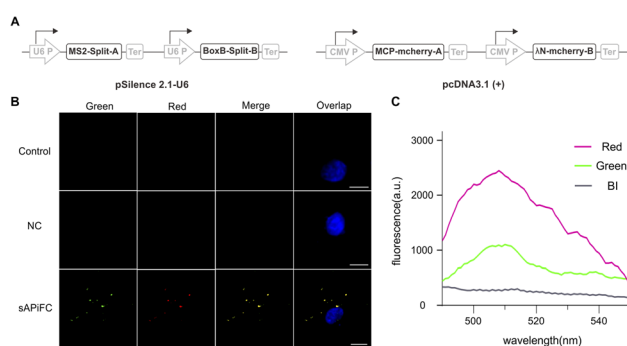 A
U6 P MS2-Split-A Ter U6 P BoxB-Split-B Ter
CMV P MCP-mcherry-A Ter CMV P λN-mcherry-B Ter
pSilence 2.1-U6
pcDNA3.1 (+)
B
Green Red Merge Overlap
Control
NC
sAPiFC
C
3000
2000
1000
0
fluorescence(a.u.)
500 520 540
wavelength(nm)
Red
Green
BI